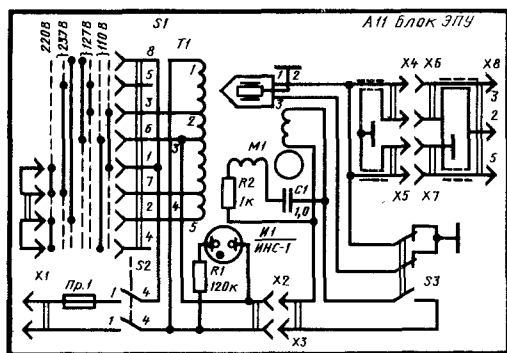 S1
A11 Блок ЭПУ
220В
237В
127В
110В
T1
8
5
3
6
1
7
2
4
1
2
3
4
5
1
2
3
X4
X6
X8
3
2
5
X5
X7
M1
R2
1к
C1
1,0
И1
ИНС-1
R1
120к
X1
Пр.1
S2
1
4
1
4
X2
X3
S3